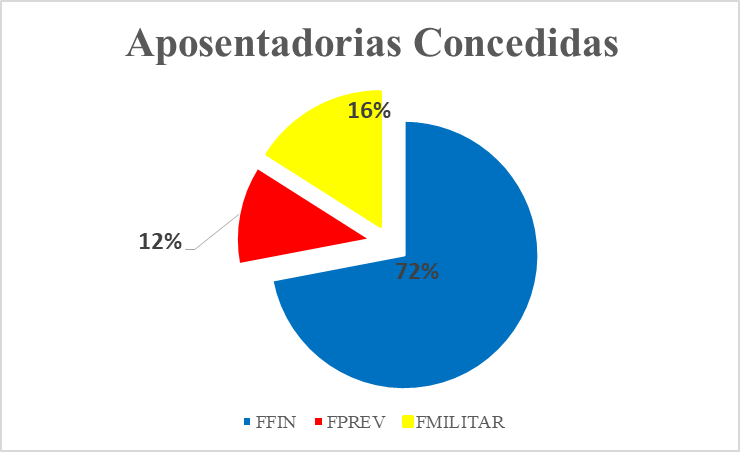 Aposentadorias Concedidas
16%
12%
72%
FFIN FPREV FMILITAR